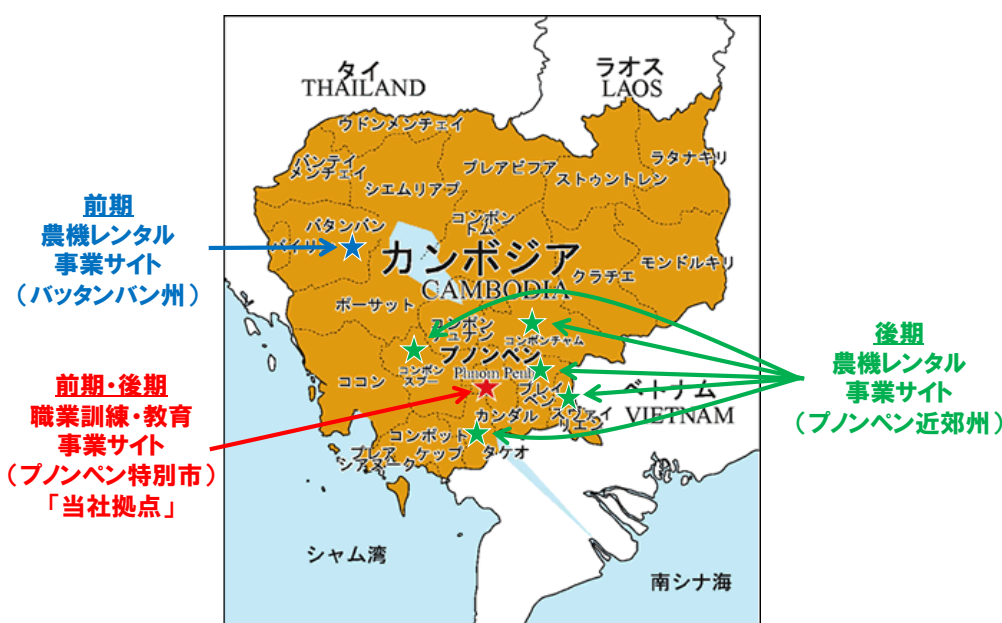 タイ
THAILAND
ラオス
LAOS
ウドンメンチェイ
バンテイ
メンチェイ
シエムリアプ
プレアビフア
ストゥントレン
ラタナキリ
バタンバン
コンポン
トム
カンボジア
CAMBODIA
クラチエ
モンドルキリ
ポーサット
コンポン
チュナン
コンポンチャム
プノンペン
Phnom Penh
コンポン
スプー
ココン
プレイ
ベン
カンダル
スヴァイ
リエン
コンポット
プレア
シアヌーク
ケップ
タケオ
ベトナム
VIETNAM
シャム湾
南シナ海
前期
農機レンタル
事業サイト
(バッタンバン州)
前期・後期
職業訓練・教育
事業サイト
(プノンペン特別市)
「当社拠点」
後期
農機レンタル
事業サイト
(プノンペン近郊州)